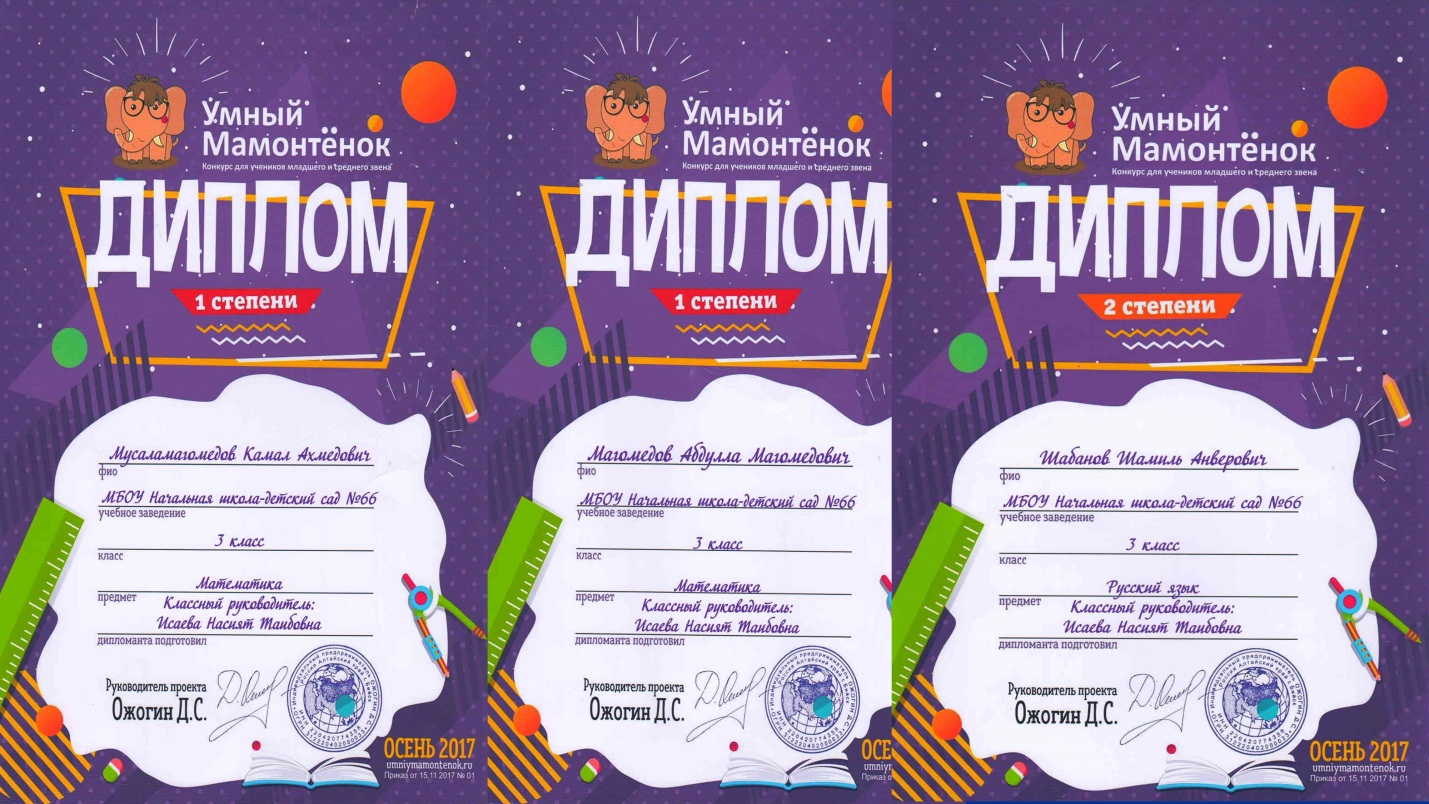 Умный
Мамонтёнок
Конкурс для учеников младшего и среднего звена
ДИПЛОМ
1 степени
Мусаламагомедов Камал Ахмедович
фио
МБОУ Начальная школа-детский сад №66
учебное заведение
3 класс
класс
Математика
предмет
Классный руководитель:
Исаева Насият Таибовна
дипломанта подготовил
Руководитель проекта
Ожогин Д.С.
ОСЕНЬ 2017
umniymamontenok.ru
Приказ от 15.11 2017 № 01
Умный
Мамонтёнок
Конкурс для учеников младшего и среднего звена
ДИПЛОМ
1 степени
Магомедов Абдулла Магомедович
фио
МБОУ Начальная школа-детский сад №66
учебное заведение
3 класс
класс
Математика
предмет
Классный руководитель:
Исаева Насият Таибовна
дипломанта подготовил
Руководитель проекта
Ожогин Д.С.
Умный
Мамонтёнок
Конкурс для учеников младшего и среднего звена
ДИПЛОМ
2 степени
Шабанов Шамиль Анверович
фио
МБОУ Начальная школа-детский сад №66
учебное заведение
3 класс
класс
Русский язык
предмет
Классный руководитель:
Исаева Насият Таибовна
дипломанта подготовил
Руководитель проекта
Ожогин Д.С.
ОСЕНЬ 2017
umniymamontenok.ru
Приказ от 15.11 2017 № 01